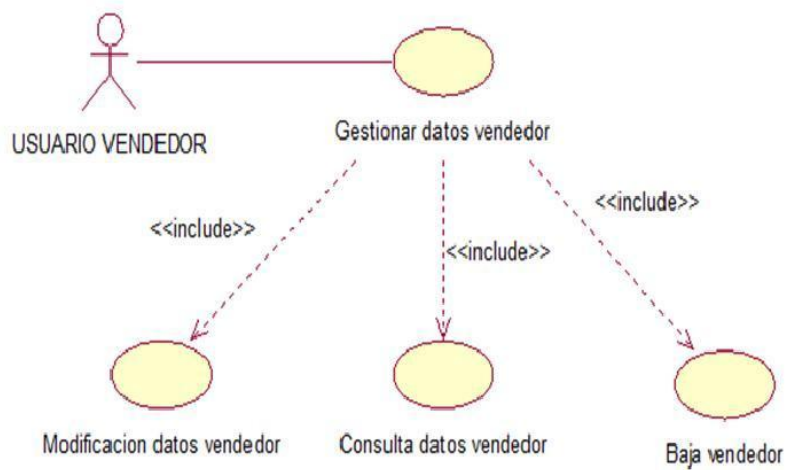 USUARIO VENDEDOR
Gestionar datos vendedor
<<include>>
<<include>>
<<include>>
Modificacion datos vendedor
Consulta datos vendedor
Baja vendedor